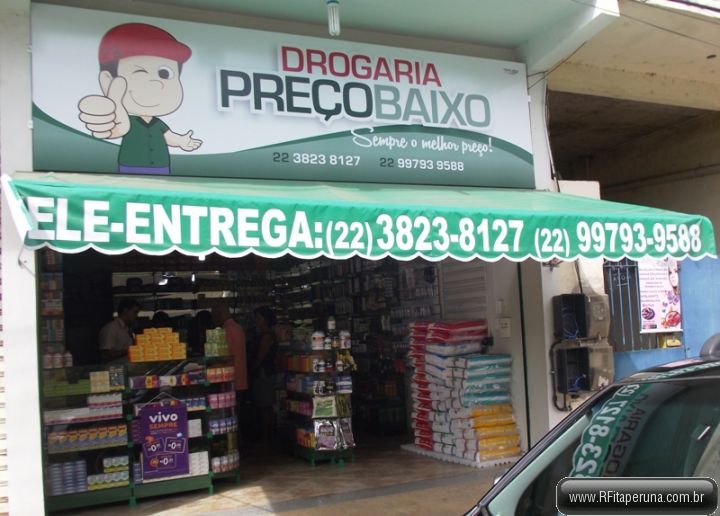 DROGARIA
PREÇOBAIXO
Sempre o melhor preço!
22 3823 8127 22 99793 9588
ELE-ENTREGA: (22) 3823-8127 (22) 99793-9588
vivo
SEMPRE
www.RFitaperuna.com.br